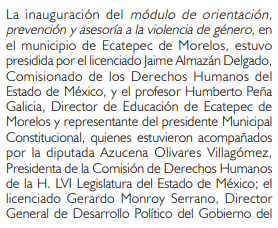 La inauguración del módulo de orientación,
prevención y asesoría a la violencia de género, en
el municipio de Ecatepec de Morelos, estuvo
presidida por el licenciado Jaime Almazán Delgado,
Comisionado de los Derechos Humanos del
Estado de México, y el profesor Humberto Peña
Galicia, Director de Educación de Ecatepec de
Morelos y representante del presidente Municipal
Constitucional, quienes estuvieron acompañados
por la diputada Azucena Olivares Villagómez,
Presidenta de la Comisión de Derechos Humanos
de la H. LVI Legislatura del Estado de México; el
licenciado Gerardo Monroy Serrano, Director
General de Desarrollo Político del Gobierno del